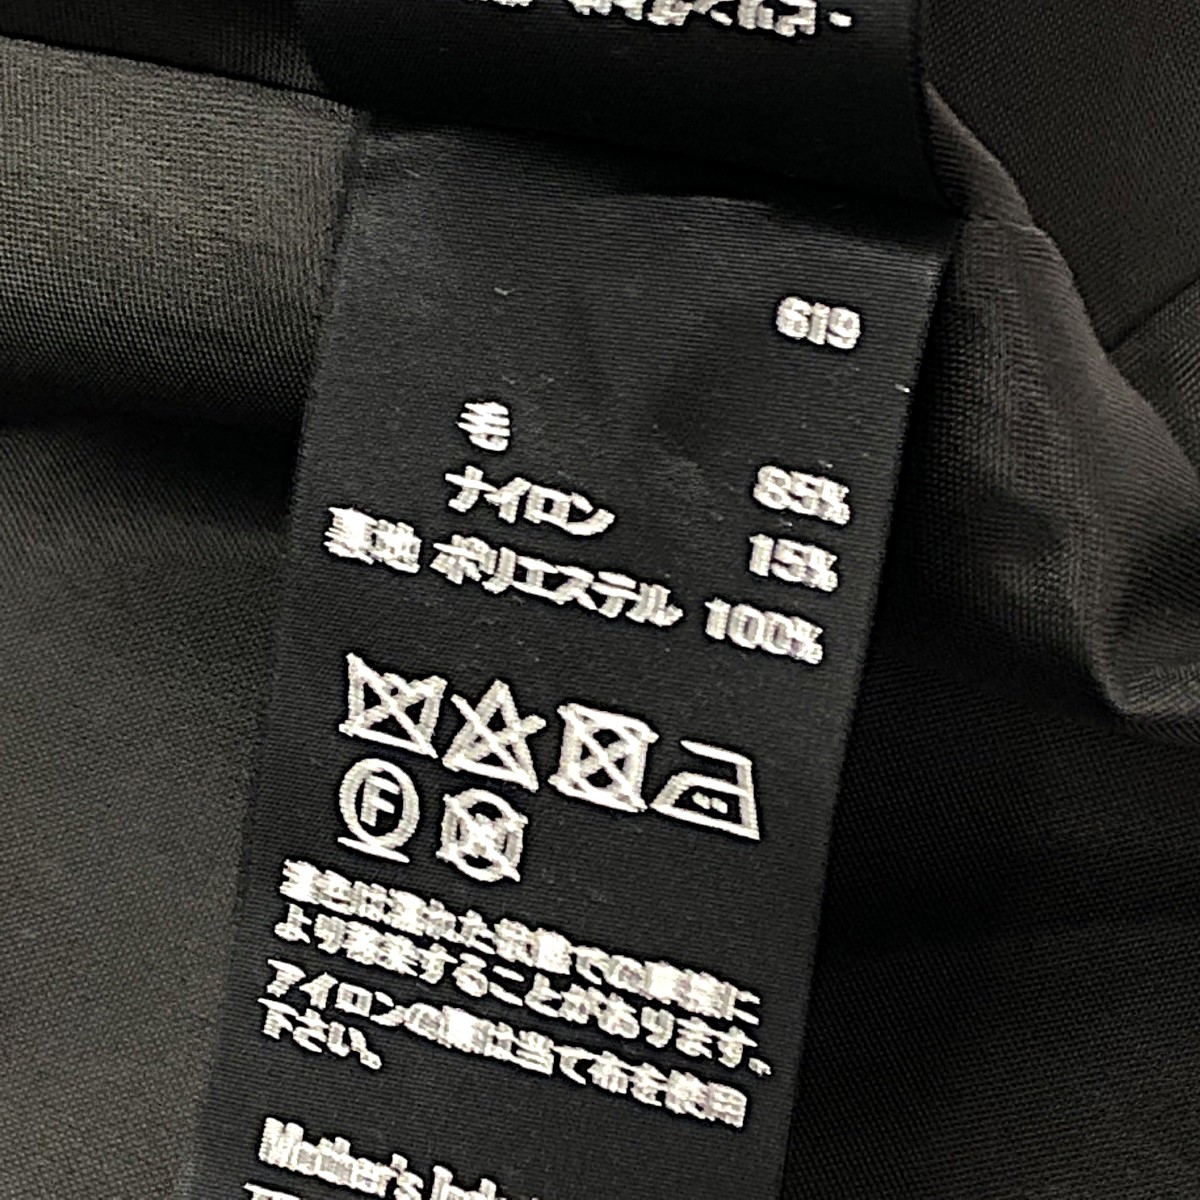 619
毛 85%
ナイロン 15%
裏地 ポリエステル 100%
F
濃色は濡れた状態での摩擦に
より移染することがあります。
アイロンの際は当て布を使用
下さい。
Mother's